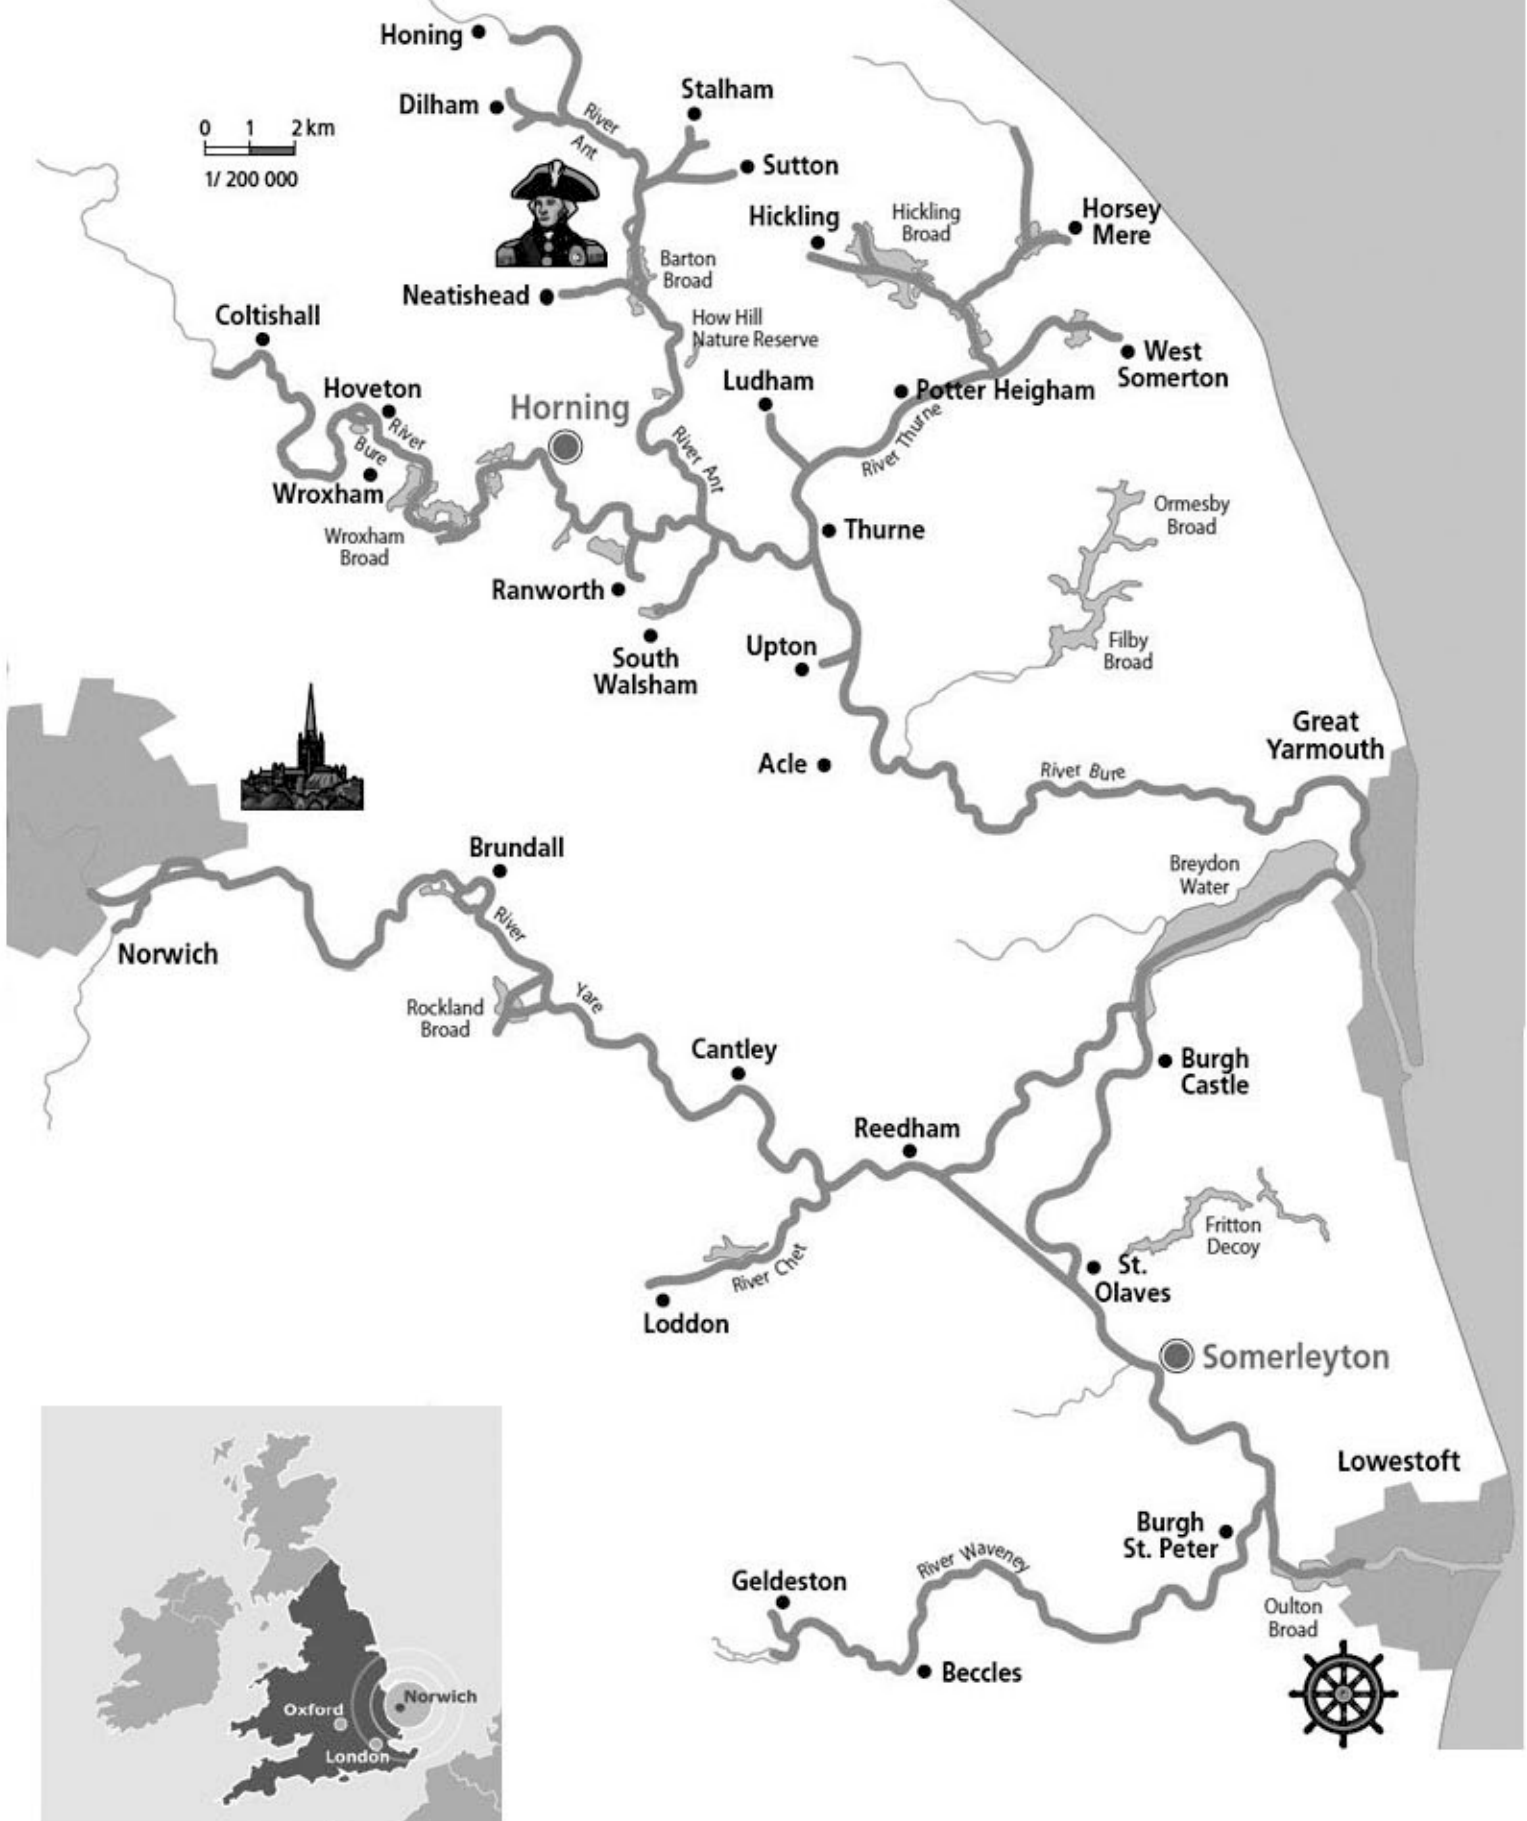 Honing
Dilham
Stalham
River
Ant
0 1 2 km
1/ 200 000
Sutton
Hickling
Hickling
Broad
Horsey
Mere
Barton
Broad
Neatishead
Coltishall
How Hill
Nature Reserve
West
Somerton
Hoveton
Ludham
Potter Heigham
Horning
River
Bure
River Ant
River Thurne
Wroxham
Wroxham
Broad
Thurne
Ormesby
Broad
Ranworth
South
Walsham
Upton
Filby
Broad
Great
Yarmouth
Acle
River Bure
Brundall
Breydon
Water
Norwich
River
Yare
Rockland
Broad
Cantley
Burgh
Castle
Reedham
Fritton
Decoy
River Chet
St.
Olaves
Loddon
Somerleyton
Lowestoft
Burgh
St. Peter
River Waveney
Geldeston
Oulton
Broad
Beccles
Norwich
Oxford
London